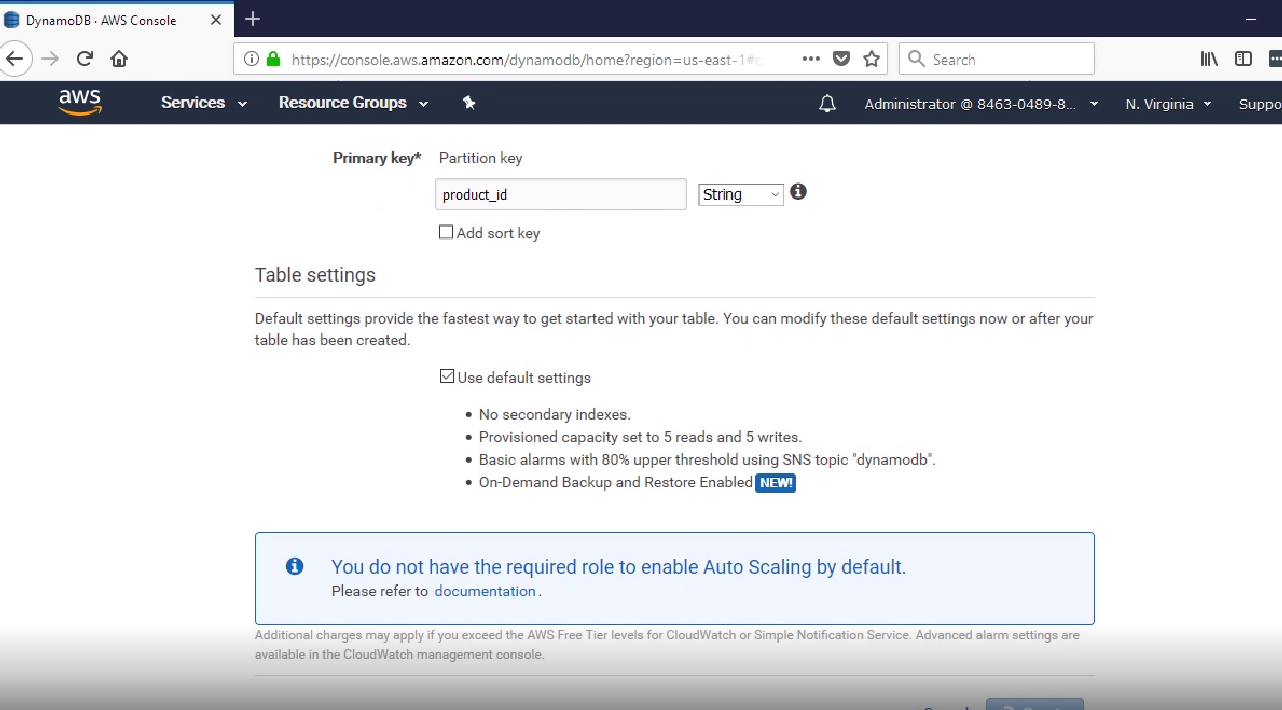 DynamoDB · AWS Console
https://console.aws.amazon.com/dynamodb/home?region=us-east-1#
Search
aws
Services
Resource Groups
Administrator @ 8463-0489-8...
N. Virginia
Suppo
Primary key*
Partition key
product_id
String
Add sort key
Table settings
Default settings provide the fastest way to get started with your table. You can modify these default settings now or after your
table has been created.
Use default settings
• No secondary indexes.
• Provisioned capacity set to 5 reads and 5 writes.
• Basic alarms with 80% upper threshold using SNS topic "dynamodb".
• On-Demand Backup and Restore Enabled NEW!
You do not have the required role to enable Auto Scaling by default.
Please refer to documentation.
Additional charges may apply if you exceed the AWS Free Tier levels for CloudWatch or Simple Notification Service. Advanced alarm settings are
available in the CloudWatch management console.